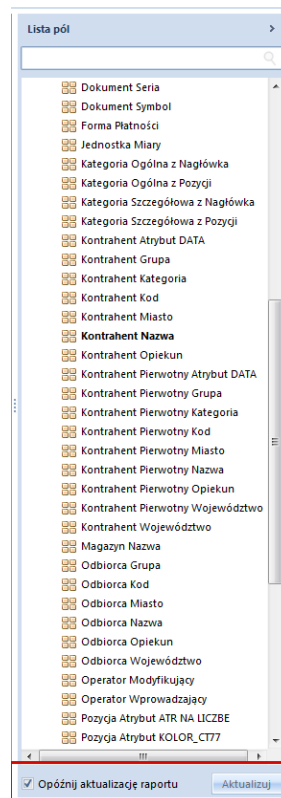 Lista pól
Dokument Seria
Dokument Symbol
Forma Płatności
Jednostka Miary
Kategoria Ogólna z Nagłówka
Kategoria Ogólna z Pozycji
Kategoria Szczegółowa z Nagłówka
Kategoria Szczegółowa z Pozycji
Kontrahent Atrybut DATA
Kontrahent Grupa
Kontrahent Kategoria
Kontrahent Kod
Kontrahent Miasto
Kontrahent Nazwa
Kontrahent Opiekun
Kontrahent Pierwotny Atrybut DATA
Kontrahent Pierwotny Grupa
Kontrahent Pierwotny Kategoria
Kontrahent Pierwotny Kod
Kontrahent Pierwotny Miasto
Kontrahent Pierwotny Nazwa
Kontrahent Pierwotny Opiekun
Kontrahent Pierwotny Województwo
Kontrahent Województwo
Magazyn Nazwa
Odbiorca Grupa
Odbiorca Kod
Odbiorca Miasto
Odbiorca Nazwa
Odbiorca Opiekun
Odbiorca Województwo
Operator Modyfikujący
Operator Wprowadzający
Pozycja Atrybut ATR NA LICZBE
Pozycja Atrybut KOLOR_CT77
Opóźnij aktualizację raportu Aktualizuj